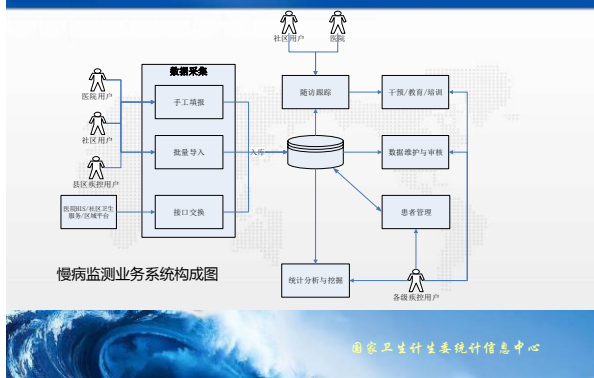 社区用户
医院
数据采集
医院用户
手工填报
随访跟踪
干预/教育/培训
社区用户
批量导入
入库
数据维护与审核
县区疾控用户
医院HIS/社区卫生
服务/区域平台
接口交换
患者管理
慢病监测业务系统构成图
统计分析与挖掘
各级疾控用户
国家卫生计生委统计信息中心